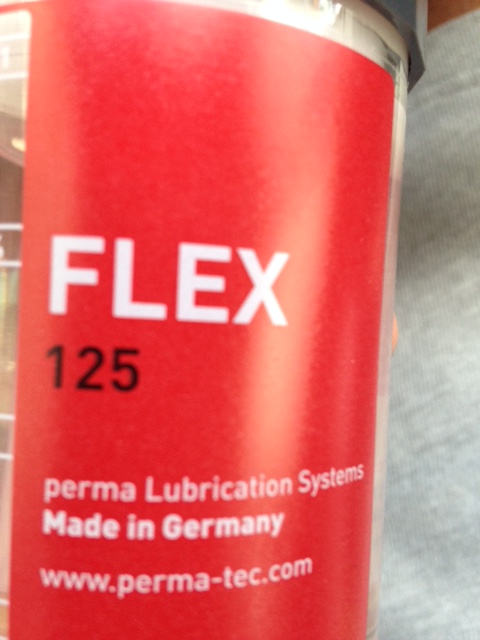 FLEX
125
perma Lubrication Systems
Made in Germany
www.perma-tec.com